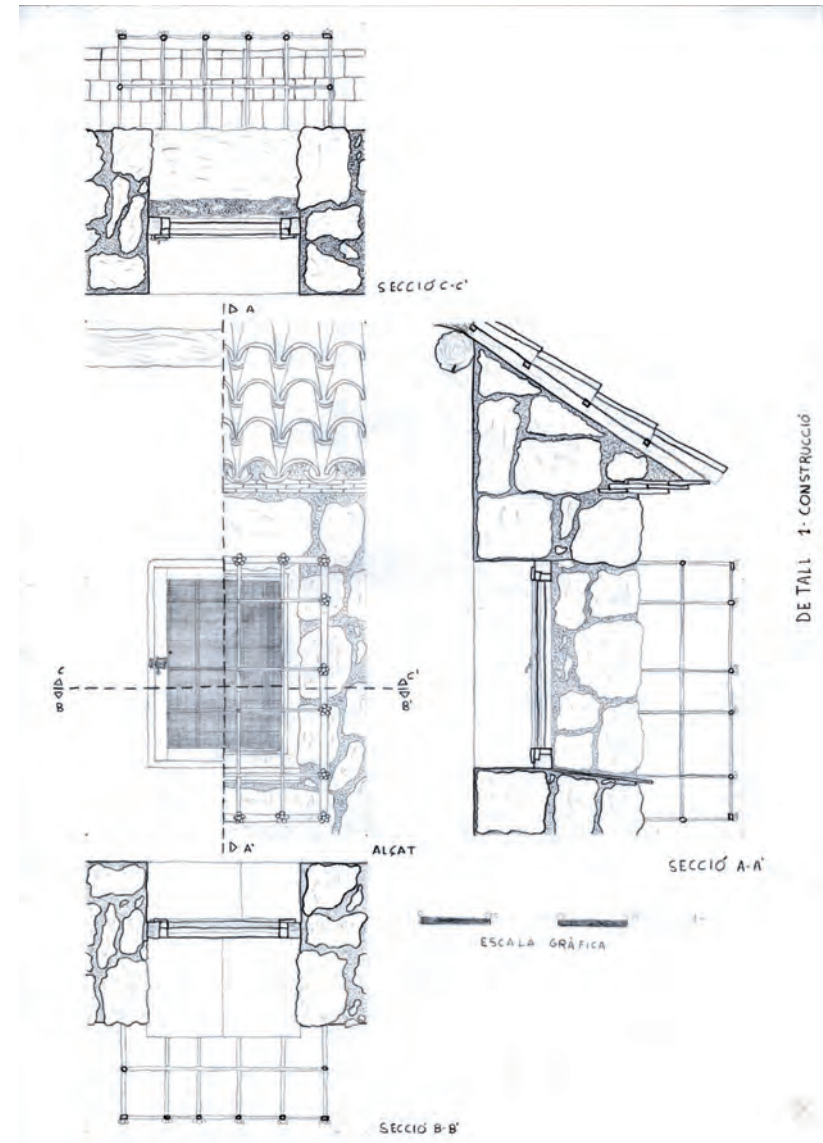 SECCIÓ C-C'
A
C
B
C'
B'
A'
ALÇAT
SECCIÓ A-A'
ESCALA GRÀFICA
SECCIÓ B-B'
DETALL 1 - CONSTRUCCIÓ